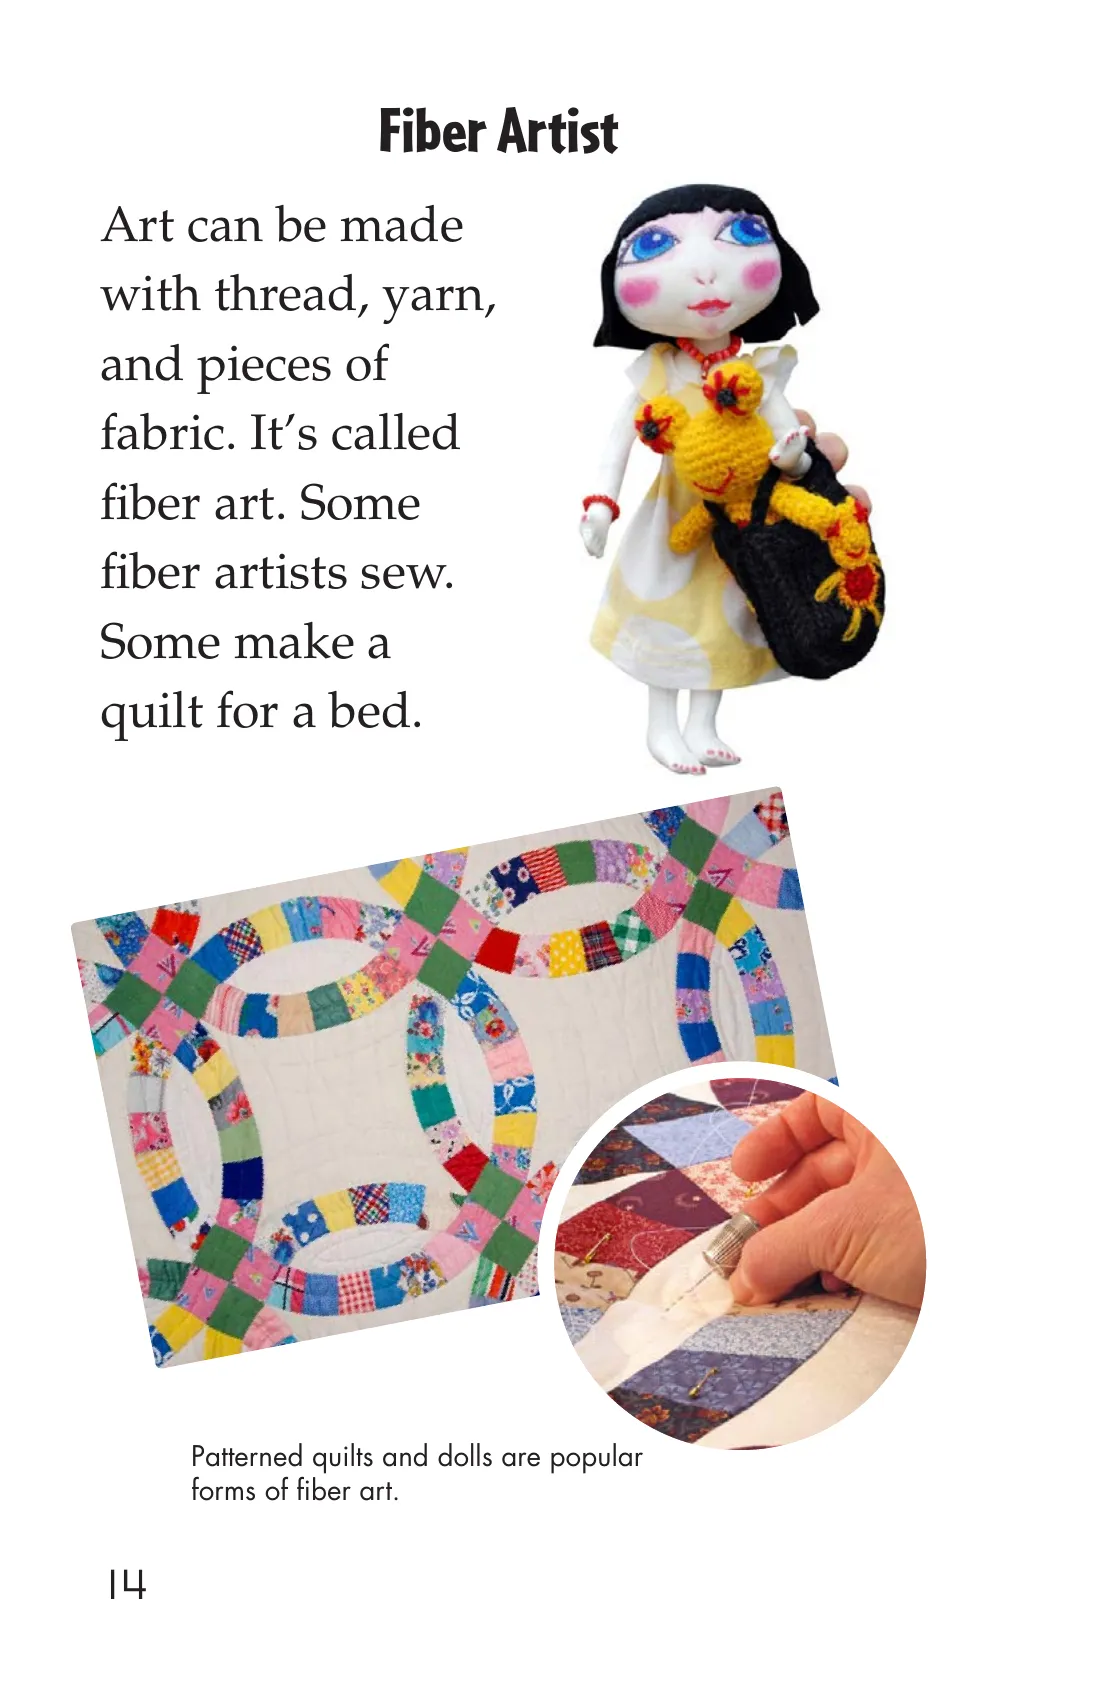 Fiber Artist
Art can be made
with thread, yarn,
and pieces of
fabric. It’s called
fiber art. Some
fiber artists sew.
Some make a
quilt for a bed.
Patterned quilts and dolls are popular
forms of fiber art.
14